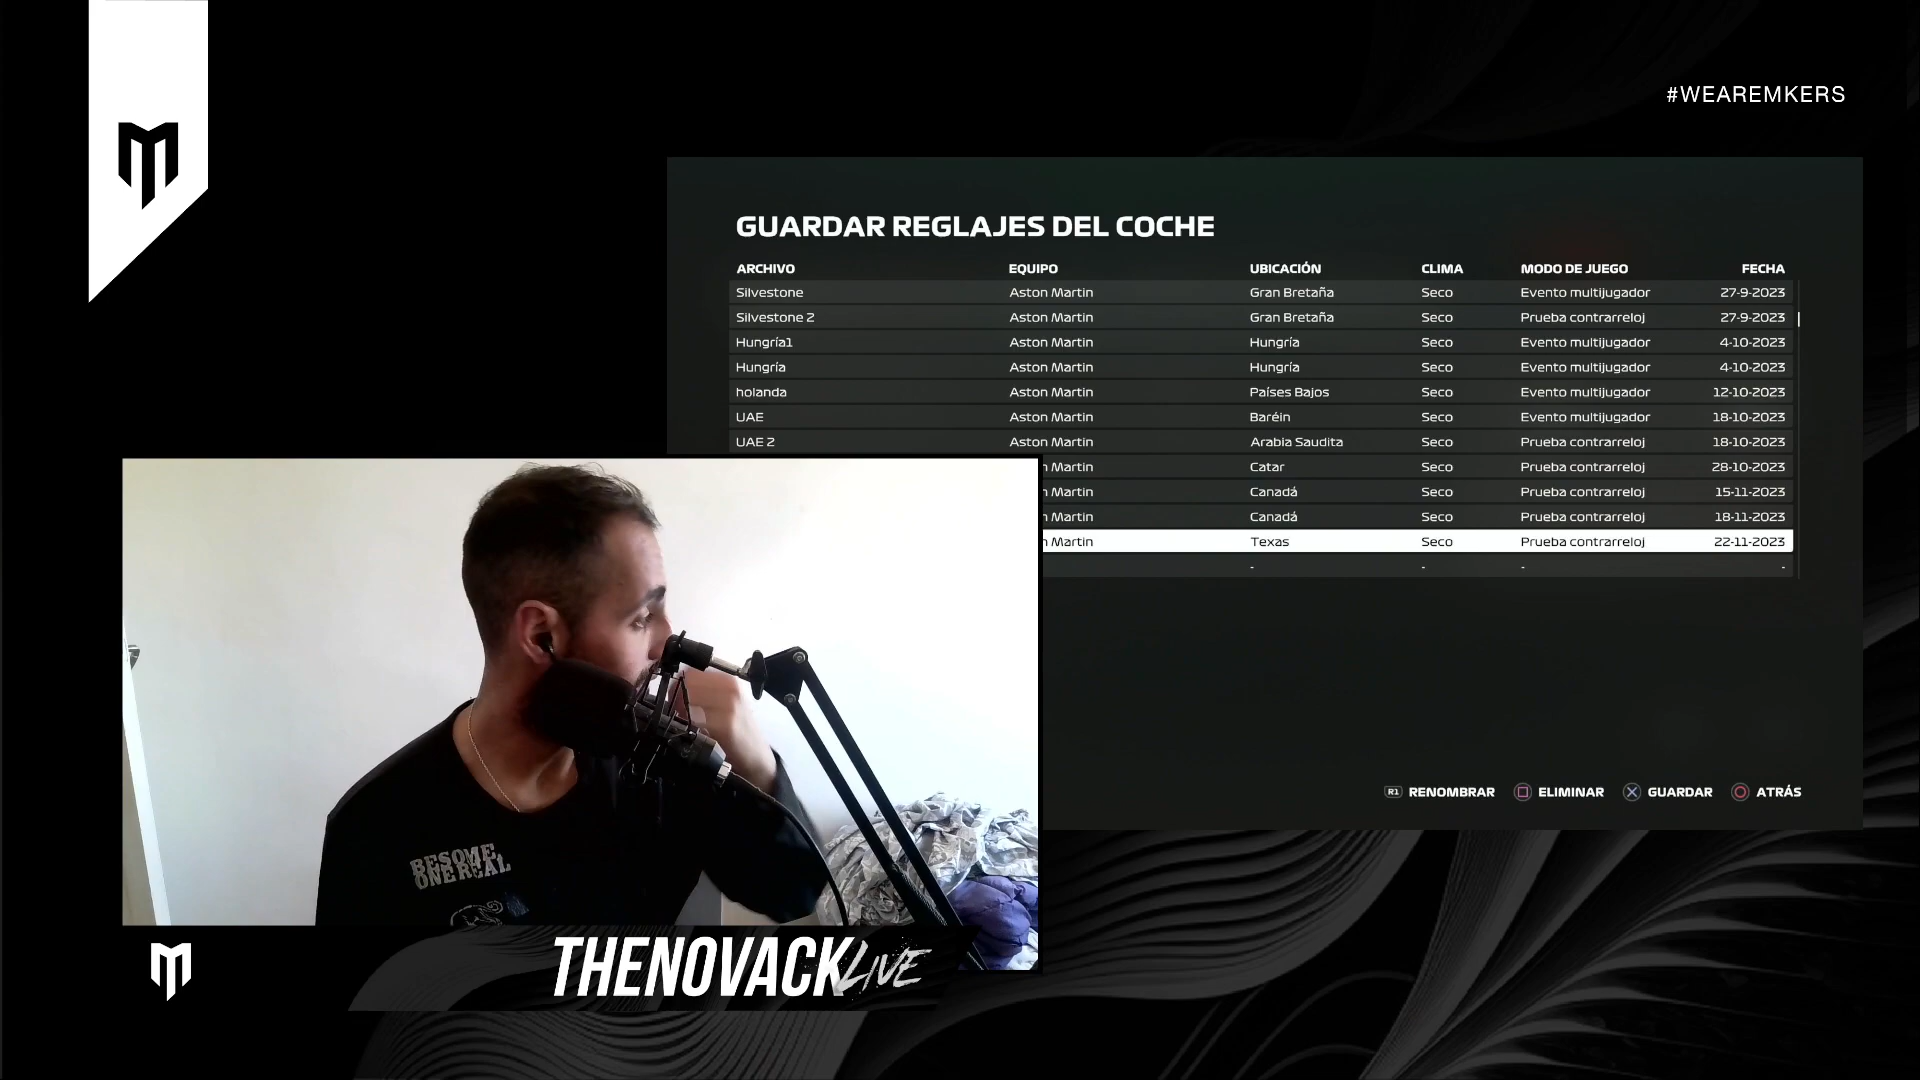 #WEAREMKERS
GUARDAR REGLAJES DEL COCHE
ARCHIVO EQUIPO UBICACIÓN CLIMA MODO DE JUEGO FECHA
Silvestone Aston Martin Gran Bretaña Seco Evento multijugador 27-9-2023
Silvestone 2 Aston Martin Gran Bretaña Seco Prueba contrarreloj 27-9-2023
Hungría1 Aston Martin Hungría Seco Evento multijugador 4-10-2023
Hungría Aston Martin Hungría Seco Evento multijugador 4-10-2023
holanda Aston Martin Países Bajos Seco Evento multijugador 12-10-2023
UAE Aston Martin Baréin Seco Evento multijugador 18-10-2023
UAE 2 Aston Martin Arabia Saudita Seco Prueba contrarreloj 18-10-2023
n Martin Catar Seco Prueba contrarreloj 28-10-2023
n Martin Canadá Seco Prueba contrarreloj 15-11-2023
n Martin Canadá Seco Prueba contrarreloj 18-11-2023
n Martin Texas Seco Prueba contrarreloj 22-11-2023
- - - -
R1 RENOMBRAR ELIMINAR GUARDAR ATRÁS
BESOME
ONEREAL
THENOVACK LIVE